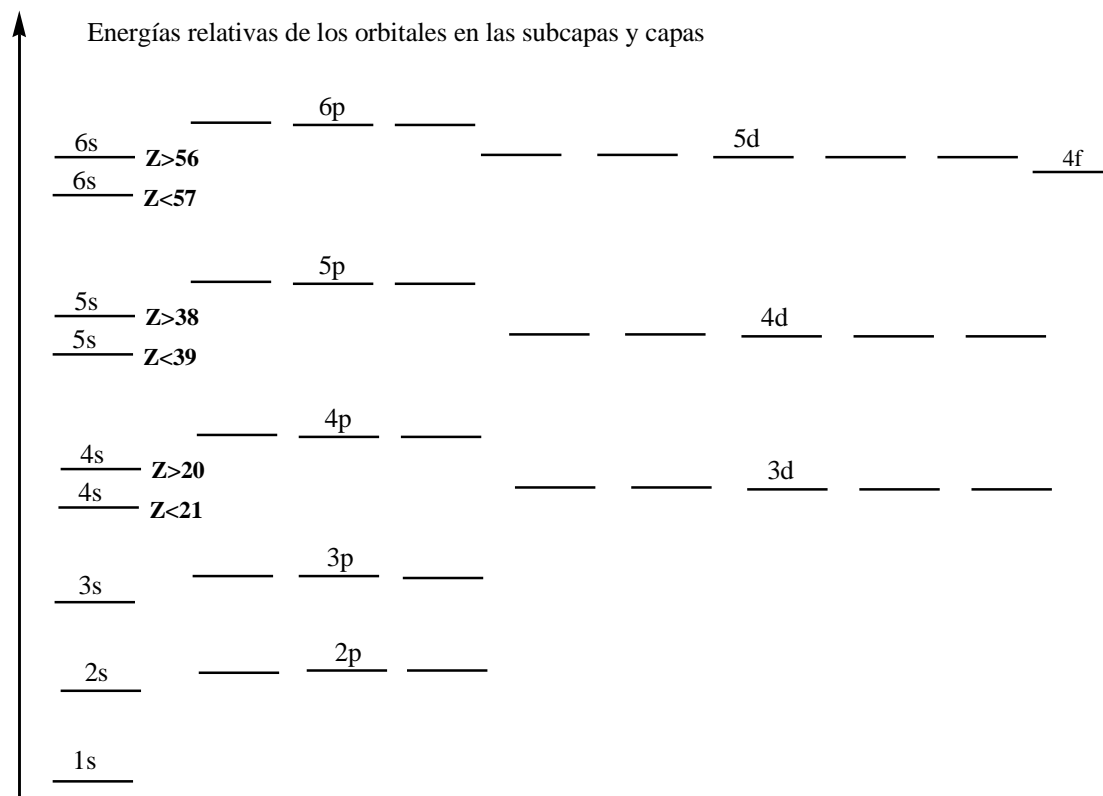 Energías relativas de los orbitales en las subcapas y capas
6p
6s
5d
Z>56
4f
6s
Z<57
5p
5s
Z>38
4d
5s
Z<39
4p
4s
Z>20
3d
4s
Z<21
3p
3s
2p
2s
1s